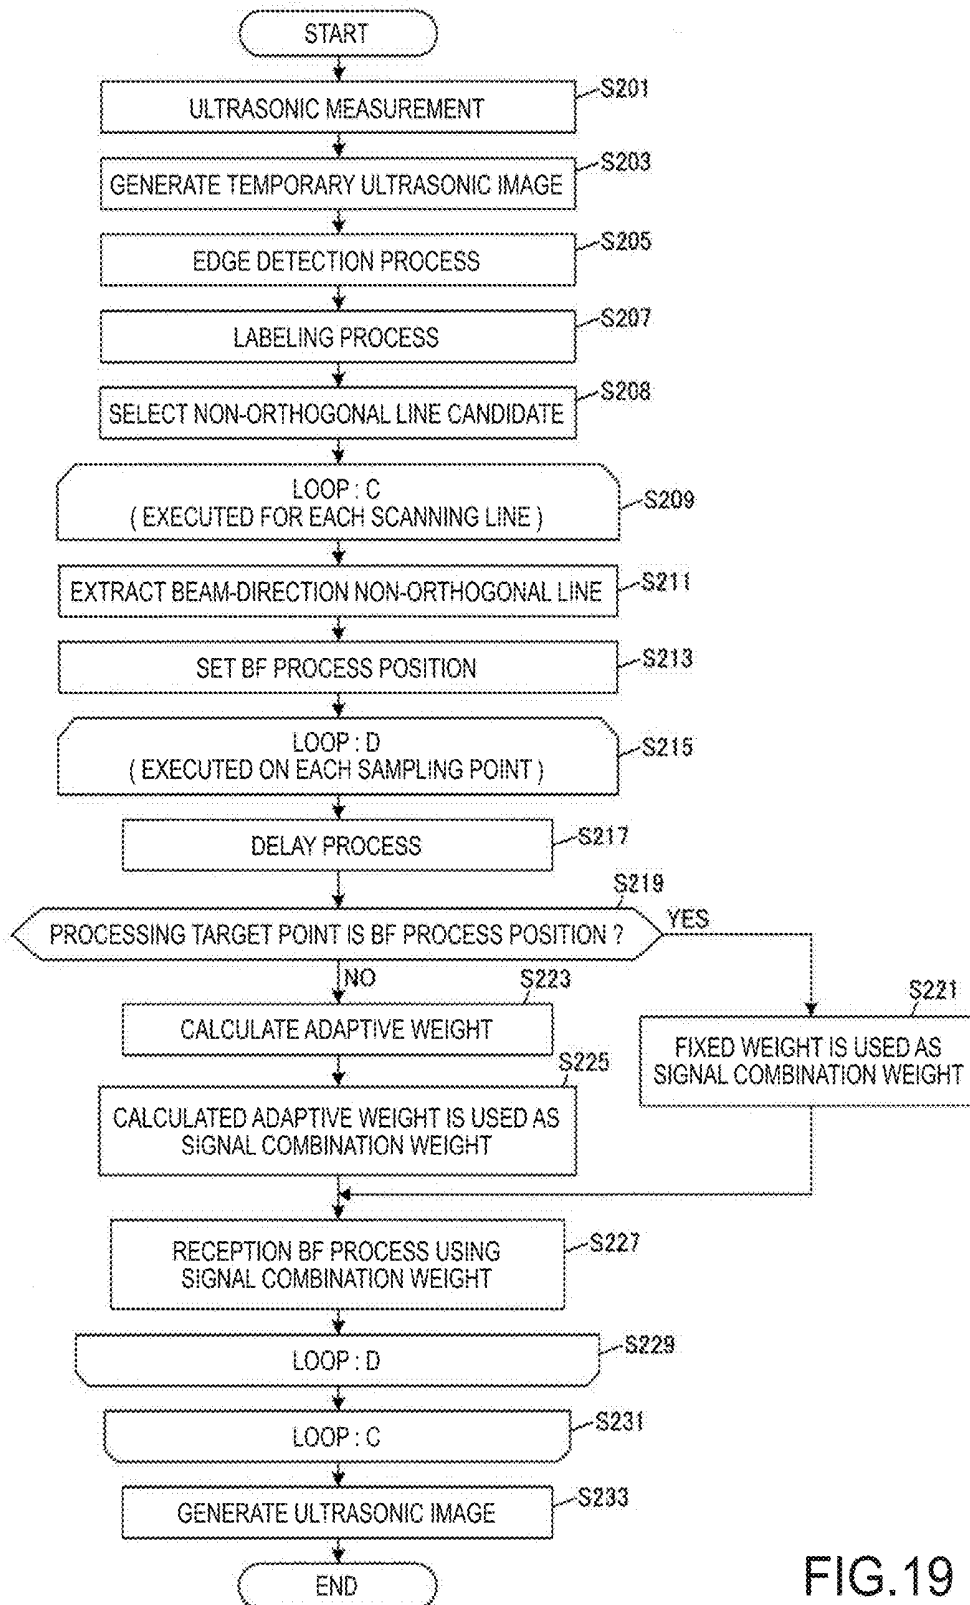 START
S201
ULTRASONIC MEASUREMENT
S203
GENERATE TEMPORARY ULTRASONIC IMAGE
S205
EDGE DETECTION PROCESS
S207
LABELING PROCESS
S208
SELECT NON-ORTHOGONAL LINE CANDIDATE
LOOP : C
( EXECUTED FOR EACH SCANNING LINE )
S209
EXTRACT BEAM-DIRECTION NON-ORTHOGONAL LINE
S211
SET BF PROCESS POSITION
S213
LOOP : D
( EXECUTED ON EACH SAMPLING POINT )
S215
DELAY PROCESS
S217
S219
PROCESSING TARGET POINT IS BF PROCESS POSITION ?
YES
NO
S223
CALCULATE ADAPTIVE WEIGHT
S221
FIXED WEIGHT IS USED AS
SIGNAL COMBINATION WEIGHT
S225
CALCULATED ADAPTIVE WEIGHT IS USED AS
SIGNAL COMBINATION WEIGHT
RECEPTION BF PROCESS USING
SIGNAL COMBINATION WEIGHT
S227
LOOP : D
S229
LOOP : C
S231
GENERATE ULTRASONIC IMAGE
S233
END
FIG.19